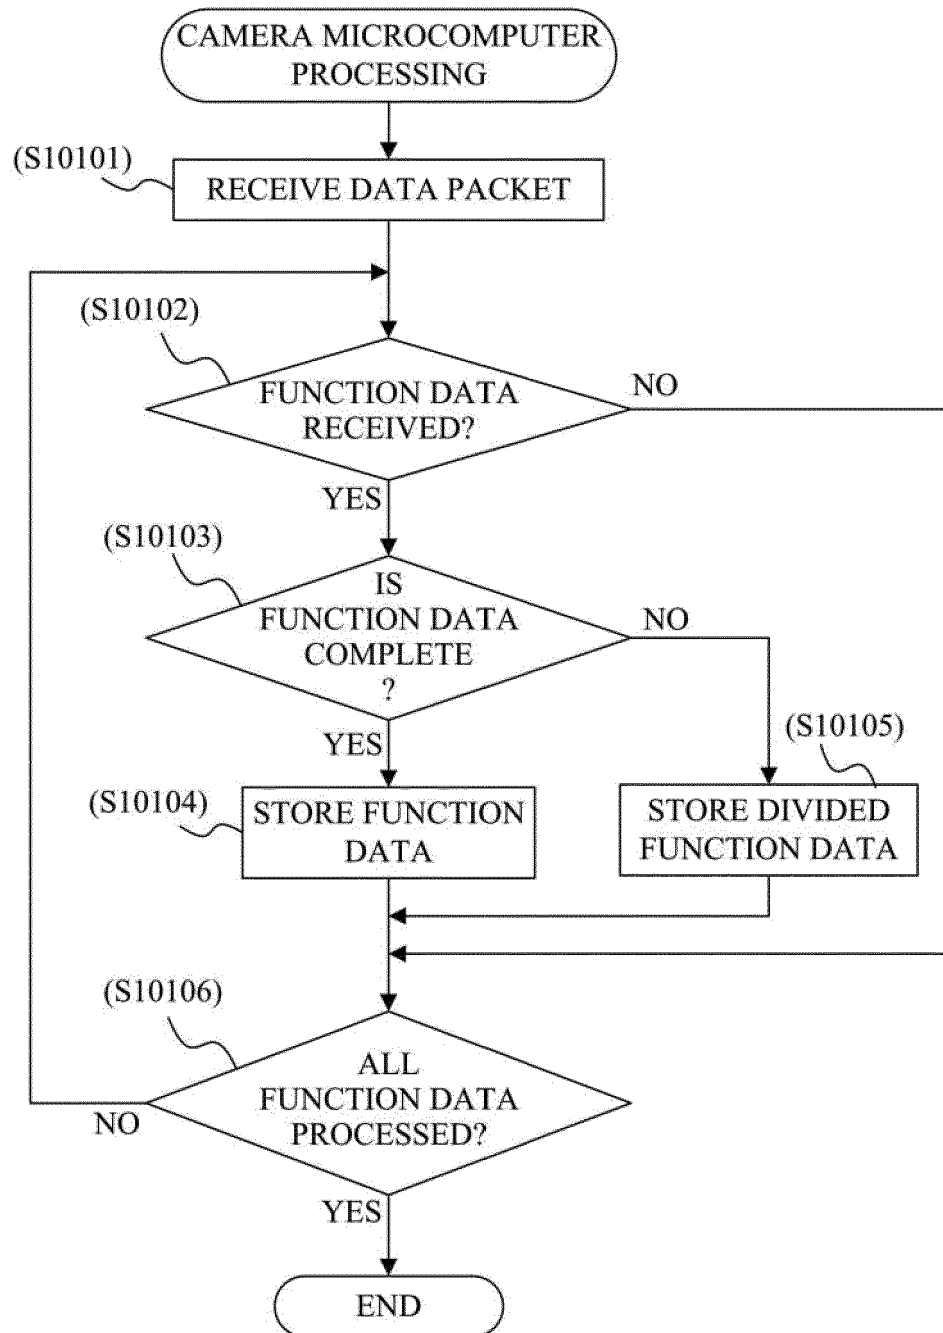 CAMERA MICROCOMPUTER
PROCESSING
(S10101)
RECEIVE DATA PACKET
(S10102)
FUNCTION DATA
RECEIVED?
NO
YES
(S10103)
IS
FUNCTION DATA
COMPLETE
?
NO
YES
(S10105)
(S10104)
STORE FUNCTION
DATA
STORE DIVIDED
FUNCTION DATA
(S10106)
ALL
FUNCTION DATA
PROCESSED?
NO
YES
END